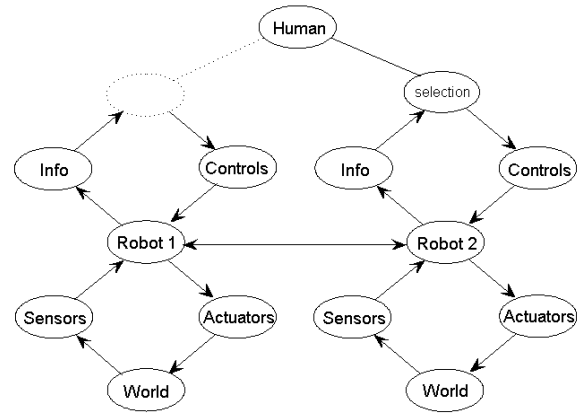 Human
selection
Info
Controls
Info
Controls
Robot 1
Robot 2
Sensors
Actuators
Sensors
Actuators
World
World